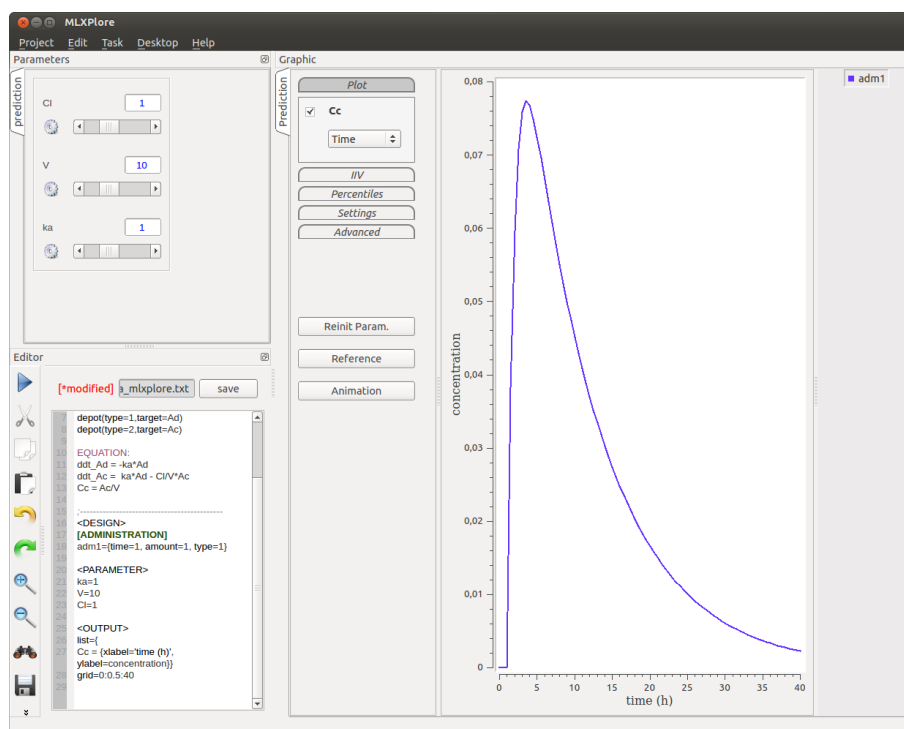 MLXPlore
Project Edit Task Desktop Help
Parameters
prediction
Cl
1
V
10
ka
1
Editor
[*modified]
a_mlxplore.txt
save
7 depot(type=1,target=Ad)
8 depot(type=2,target=Ac)
9
10 EQUATION:
11 ddt_Ad = -ka*Ad
12 ddt_Ac = ka*Ad - Cl/V*Ac
13 Cc = Ac/V
14
15 ;--------------------------------------------
16 <DESIGN>
17 [ADMINISTRATION]
18 adm1={time=1, amount=1, type=1}
19
20 <PARAMETER>
21 ka=1
22 V=10
23 Cl=1
24
25 <OUTPUT>
26 list={
27 Cc = {xlabel='time (h)',
ylabel=concentration}}
28 grid=0:0.5:40
29
Graphic
Prediction
Plot
Cc
Time
IIV
Percentiles
Settings
Advanced
Reinit Param.
Reference
Animation
concentration
0,08
0,07
0,06
0,05
0,04
0,03
0,02
0,01
0
0 5 10 15 20 25 30 35 40
time (h)
adm1